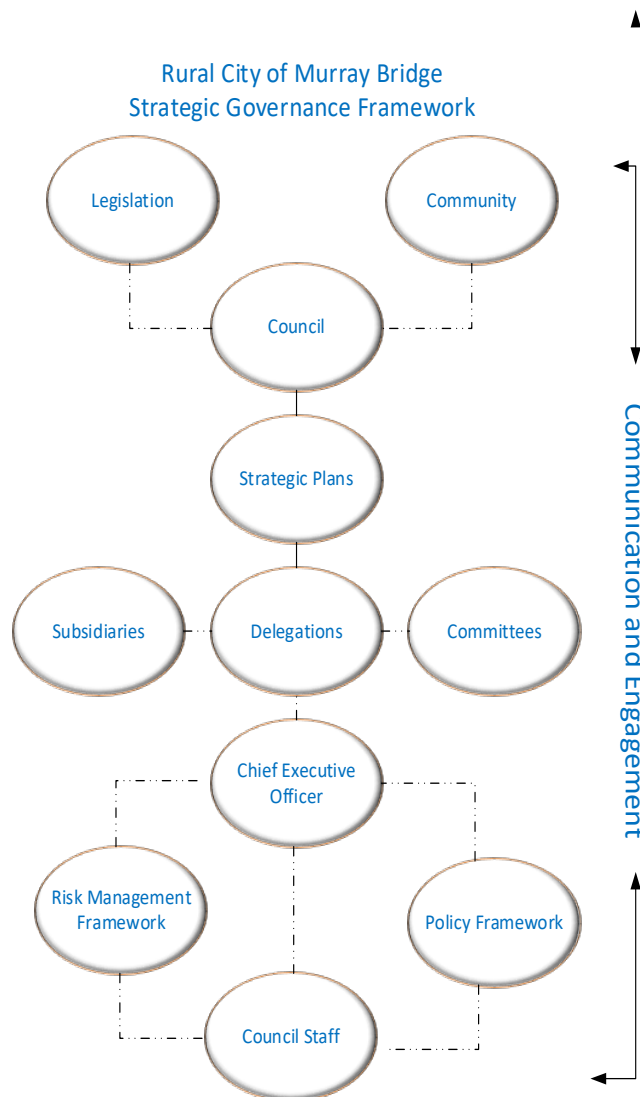 Rural City of Murray Bridge
Strategic Governance Framework
Legislation
Community
Council
Strategic Plans
Subsidiaries
Delegations
Committees
Communication and Engagement
Chief Executive
Officer
Risk Management
Framework
Policy Framework
Council Staff